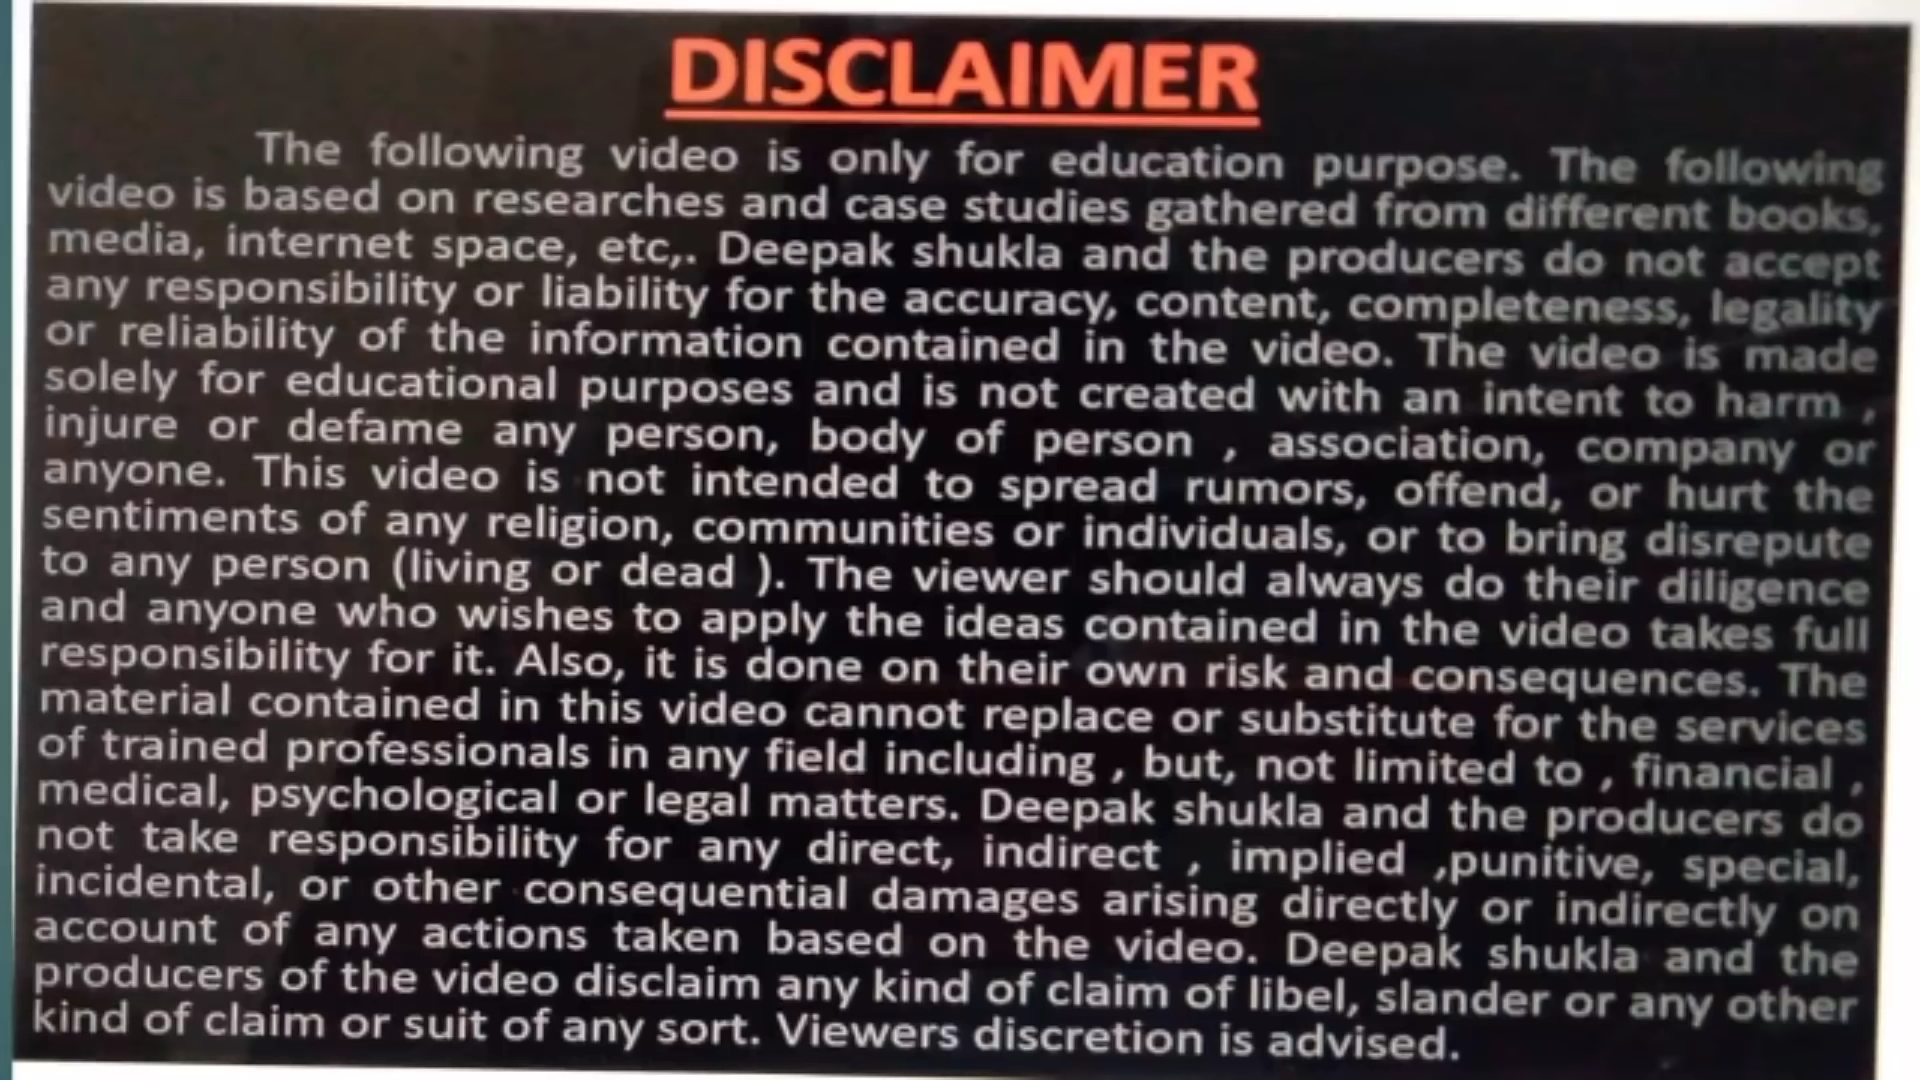 DISCLAIMER
The following video is only for education purpose. The following
video is based on researches and case studies gathered from different books,
media, internet space, etc,. Deepak shukla and the producers do not accept
any responsibility or liability for the accuracy, content, completeness, legality
or reliability of the information contained in the video. The video is made
solely for educational purposes and is not created with an intent to harm ,
injure or defame any person, body of person , association, company or
anyone. This video is not intended to spread rumors, offend, or hurt the
sentiments of any religion, communities or individuals, or to bring disrepute
to any person (living or dead ). The viewer should always do their diligence
and anyone who wishes to apply the ideas contained in the video takes full
responsibility for it. Also, it is done on their own risk and consequences. The
material contained in this video cannot replace or substitute for the services
of trained professionals in any field including , but, not limited to , financial ,
medical, psychological or legal matters. Deepak shukla and the producers do
not take responsibility for any direct, indirect , implied ,punitive, special,
incidental, or other consequential damages arising directly or indirectly on
account of any actions taken based on the video. Deepak shukla and the
producers of the video disclaim any kind of claim of libel, slander or any other
kind of claim or suit of any sort. Viewers discretion is advised.